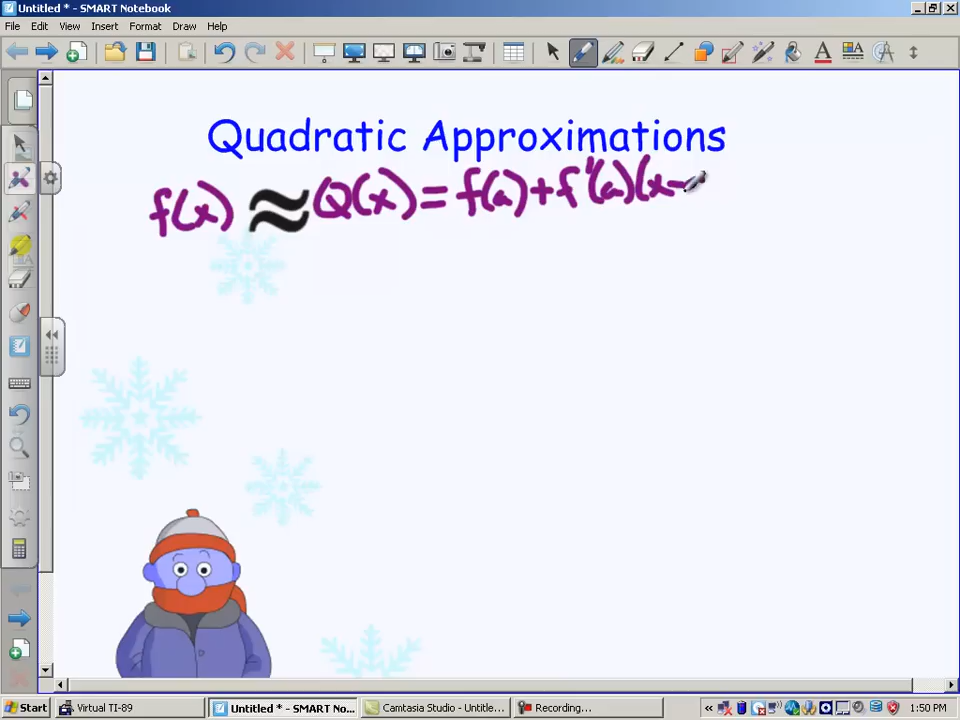 Untitled * - SMART Notebook
File Edit View Insert Format Draw Help
Quadratic Approximations
f(x) ≈ Q(x) = f(a) + f'(a)(x-
Start Virtual TI-89 Untitled * - SMART No... Camtasia Studio - Untitle... Recording... « 1:50 PM